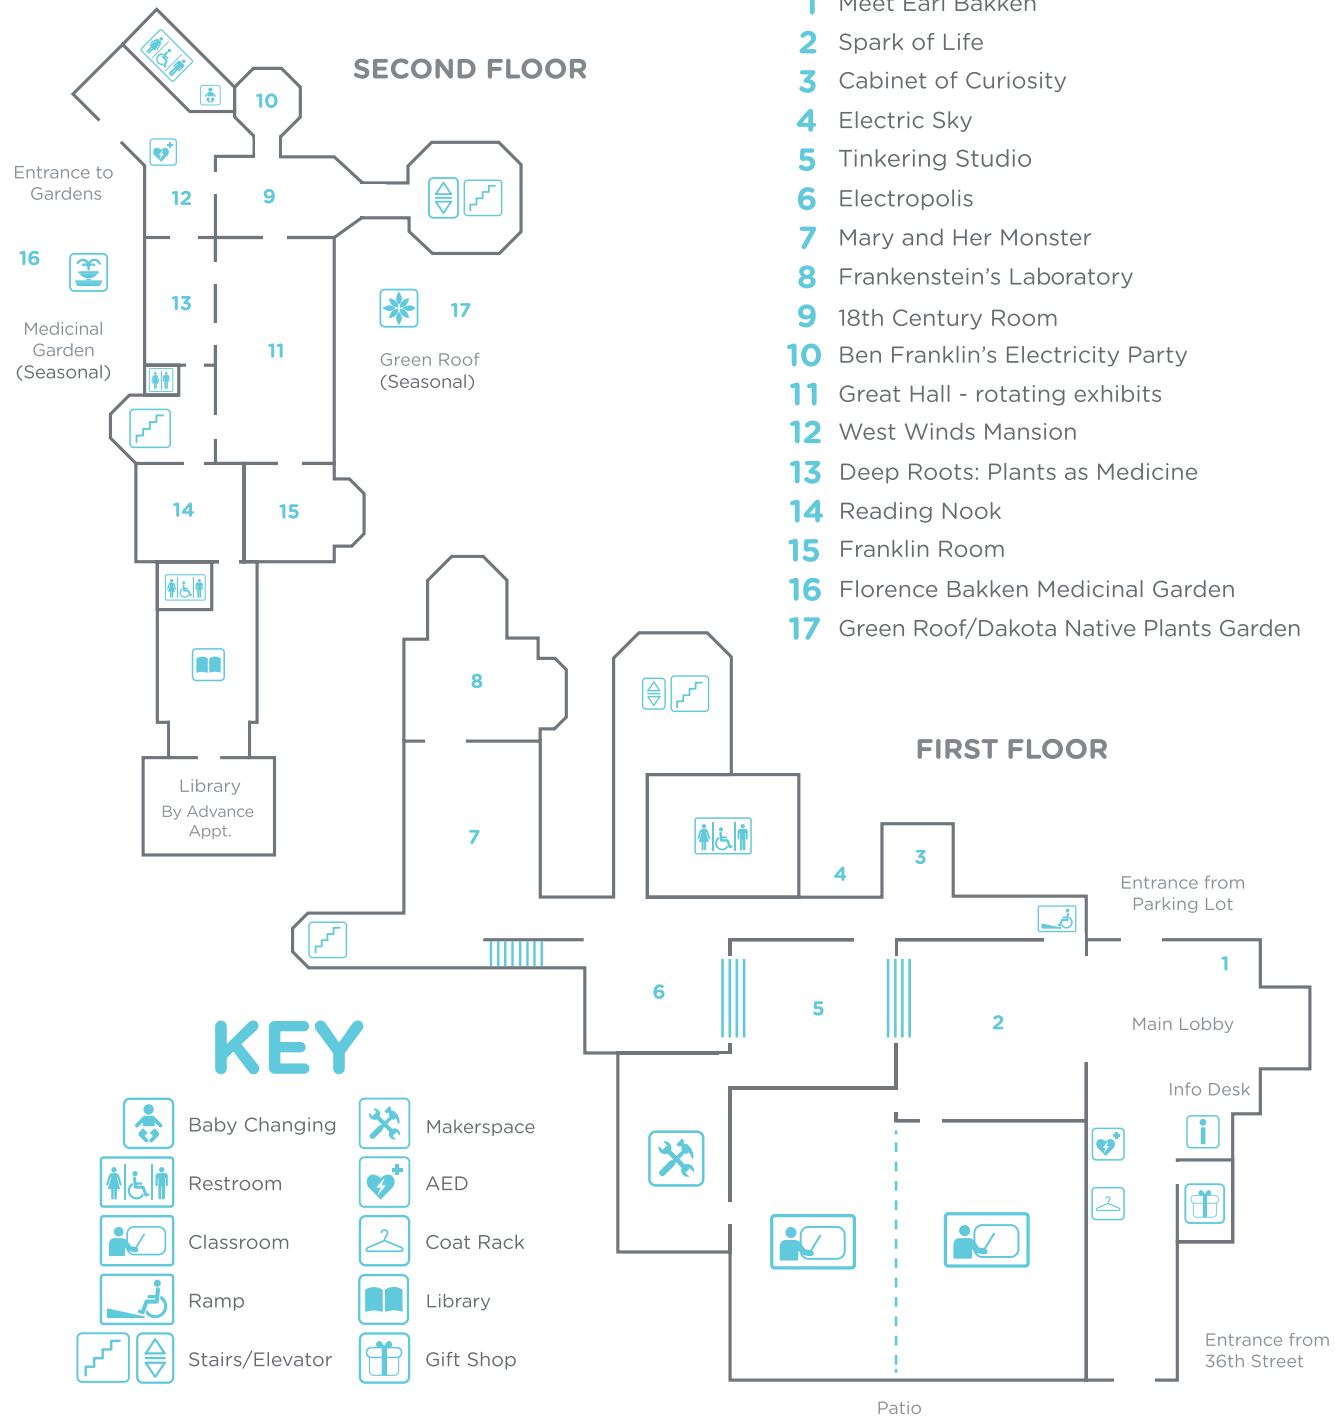 1 Meet Earl Bakken
2 Spark of Life
3 Cabinet of Curiosity
4 Electric Sky
5 Tinkering Studio
6 Electropolis
7 Mary and Her Monster
8 Frankenstein’s Laboratory
9 18th Century Room
10 Ben Franklin’s Electricity Party
11 Great Hall - rotating exhibits
12 West Winds Mansion
13 Deep Roots: Plants as Medicine
14 Reading Nook
15 Franklin Room
16 Florence Bakken Medicinal Garden
17 Green Roof/Dakota Native Plants Garden
SECOND FLOOR
10
Entrance to
Gardens
12
9
16
13
17
Medicinal
Garden
(Seasonal)
11
Green Roof
(Seasonal)
14
15
Library
By Advance
Appt.
FIRST FLOOR
8
7
4
3
Entrance from
Parking Lot
1
6
5
2
Main Lobby
Info Desk
Entrance from
36th Street
Patio
KEY
Baby Changing
Restroom
Classroom
Ramp
Stairs/Elevator
Makerspace
AED
Coat Rack
Library
Gift Shop